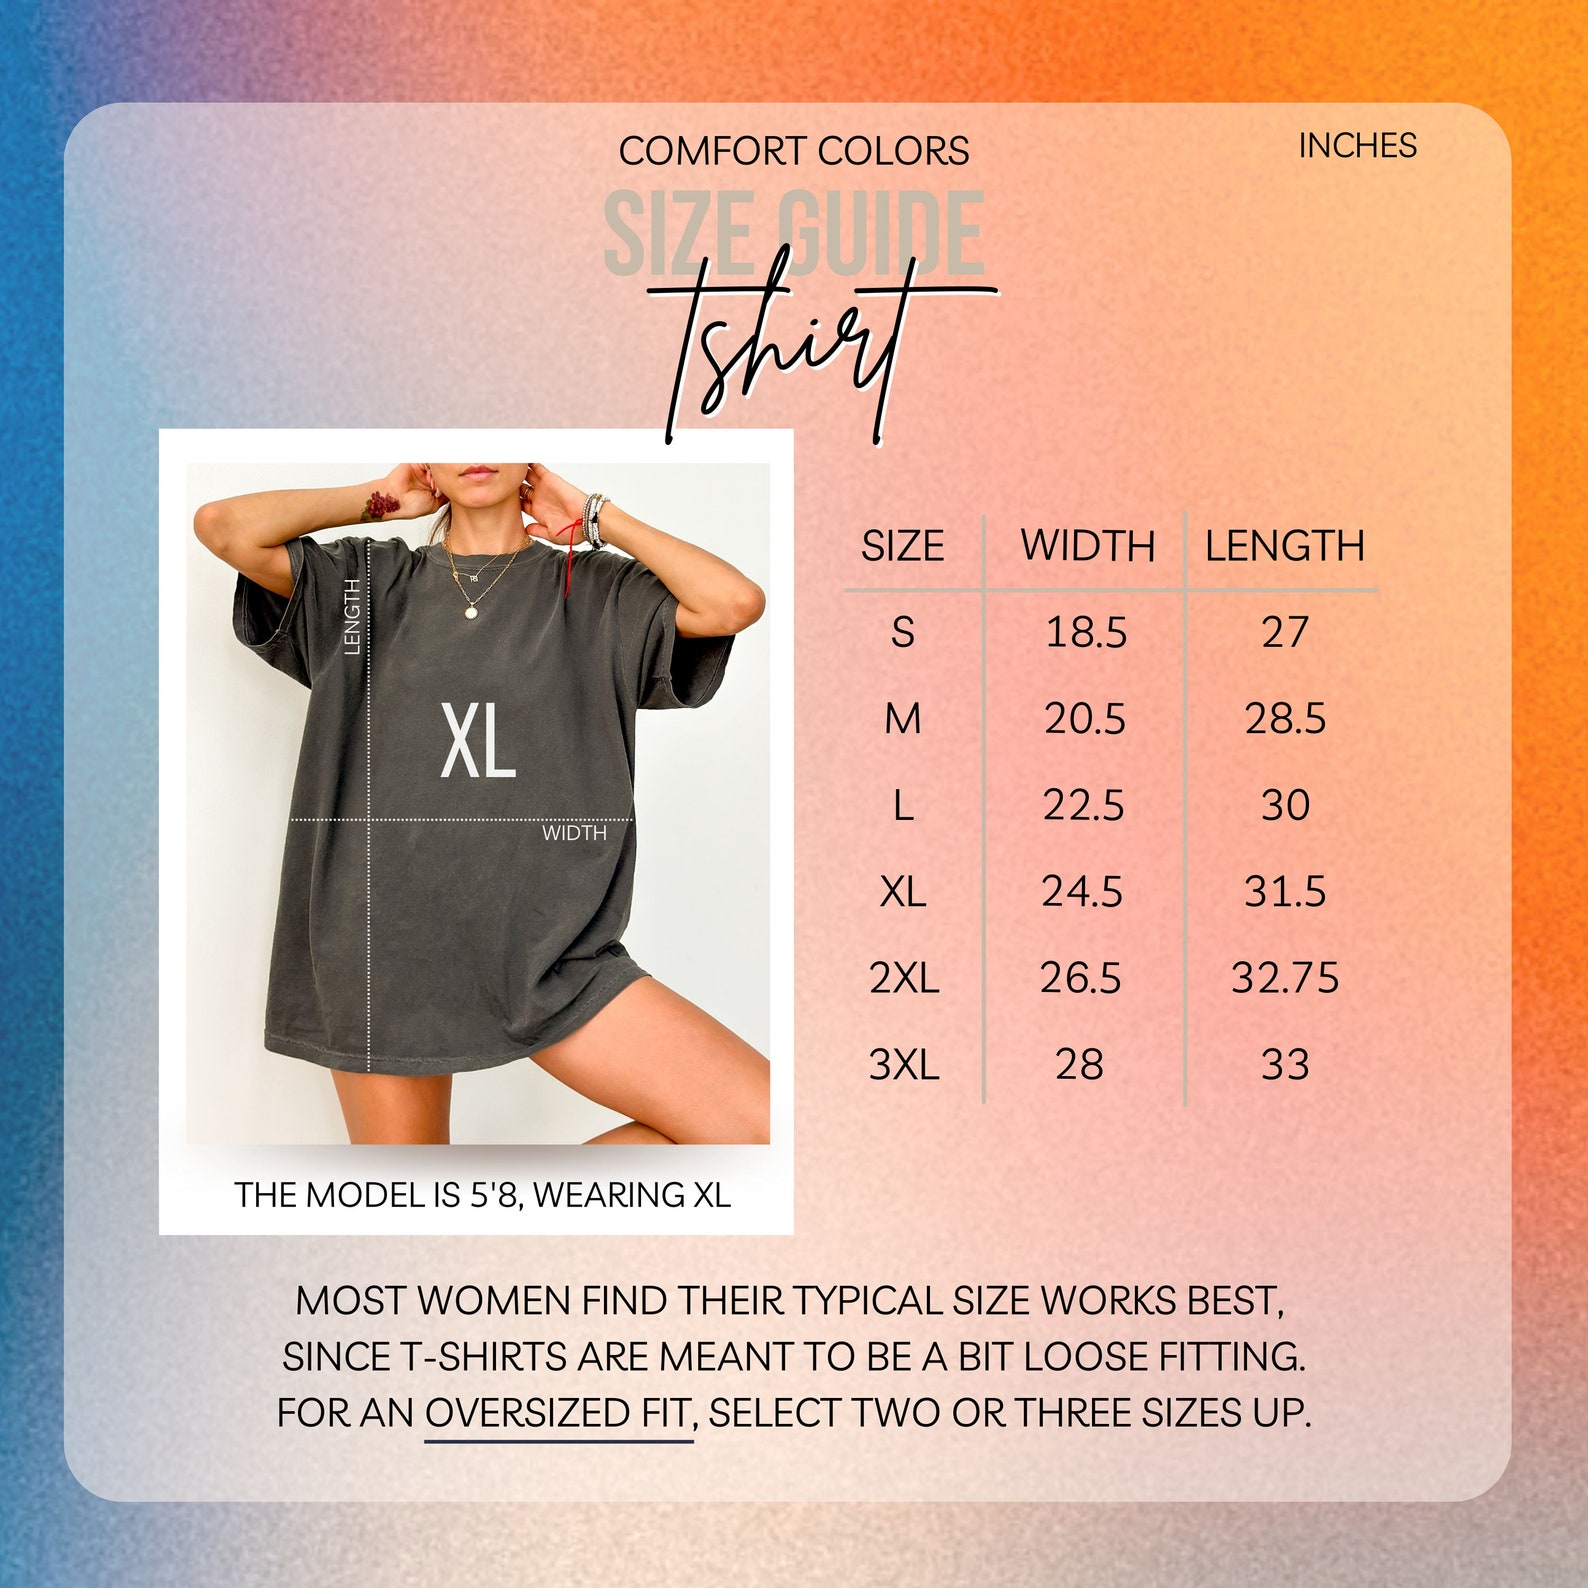 COMFORT COLORS
INCHES
SIZE GUIDE
tshirt
LENGTH
XL
WIDTH
THE MODEL IS 5'8, WEARING XL
SIZE WIDTH LENGTH
S 18.5 27
M 20.5 28.5
L 22.5 30
XL 24.5 31.5
2XL 26.5 32.75
3XL 28 33
MOST WOMEN FIND THEIR TYPICAL SIZE WORKS BEST,
SINCE T-SHIRTS ARE MEANT TO BE A BIT LOOSE FITTING.
FOR AN OVERSIZED FIT, SELECT TWO OR THREE SIZES UP.